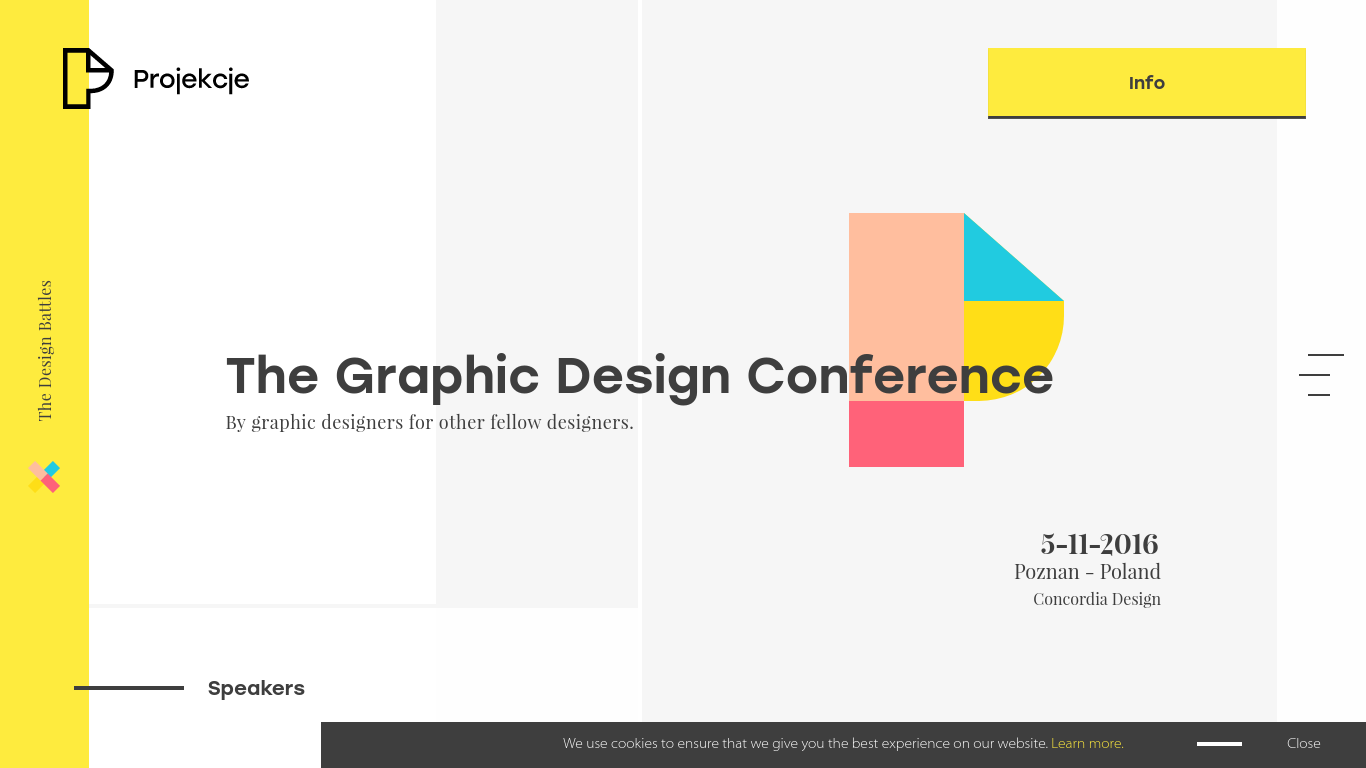 Projekcje
Info
The Design Battles
The Graphic Design Conference
By graphic designers for other fellow designers.
5-11-2016
Poznan - Poland
Concordia Design
Speakers
We use cookies to ensure that we give you the best experience on our website. Learn more.
Close